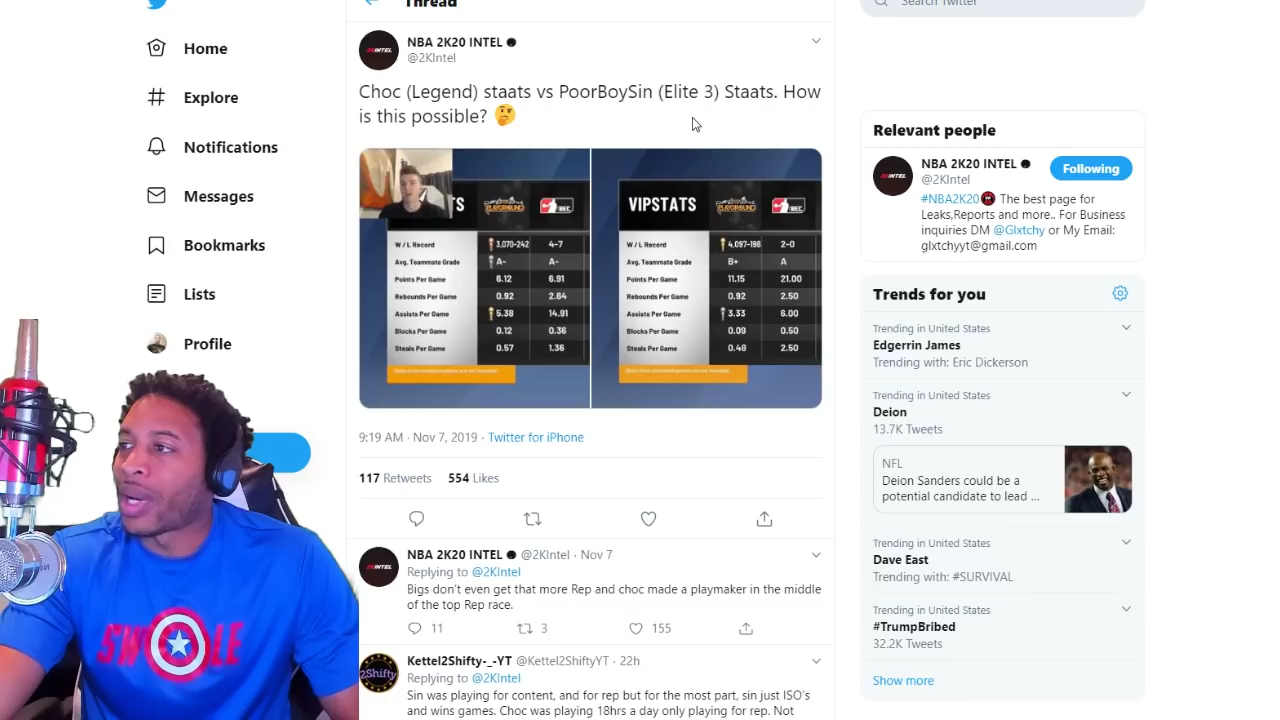 Thread
Search Twitter
Home
Explore
Notifications
Messages
Bookmarks
Lists
Profile
NBA 2K20 INTEL
@2KIntel
Choc (Legend) staats vs PoorBoySin (Elite 3) Staats. How
is this possible? 🤔
TS
PLAYGROUND REC
W / L Record 3,070-242 4-7
Avg. Teammate Grade A- A-
Points Per Game 6.12 6.91
Rebounds Per Game 0.92 2.64
Assists Per Game 5.38 14.91
Blocks Per Game 0.12 0.36
Steals Per Game 0.57 1.36
VIPSTATS
PLAYGROUND REC
W / L Record 4,097-198 2-0
Avg. Teammate Grade B+ A
Points Per Game 11.15 21.00
Rebounds Per Game 0.92 2.50
Assists Per Game 3.33 6.00
Blocks Per Game 0.09 0.50
Steals Per Game 0.48 2.50
9:19 AM · Nov 7, 2019 · Twitter for iPhone
117 Retweets 554 Likes
NBA 2K20 INTEL @2KIntel · Nov 7
Replying to @2KIntel
Bigs don't even get that more Rep and choc made a playmaker in the middle
of the top Rep race.
11 3 155
Kettel2Shifty-_-YT @Kettel2ShiftyYT · 22h
2Shifty
Replying to @2KIntel
Sin was playing for content, and for rep but for the most part, sin just ISO's
and wins games. Choc was playing 18hrs a day only playing for rep. Not
Relevant people
NBA 2K20 INTEL
Following
@2KIntel
#NBA2K20 The best page for
Leaks,Reports and more.. For Business
inquiries DM @Glxtchy or My Email:
glxtchyyt@gmail.com
Trends for you
Trending in United States
Edgerrin James
Trending with: Eric Dickerson
Trending in United States
Deion
13.7K Tweets
NFL
Deion Sanders could be a
potential candidate to lead ...
Trending in United States
Dave East
Trending with: #SURVIVAL
Trending in United States
#TrumpBribed
32.2K Tweets
Show more